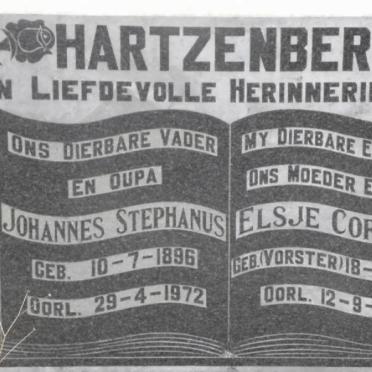 HARTZENBER
N LIEFDEVOLLE HERINNERI
ONS DIERBARE VADER
EN OUPA
JOHANNES STEPHANUS
GEB. 10-7-1896
OORL. 29-4-1972
MY DIERBARE E
ONS MOEDER E
ELSJE COR
GEB.(VORSTER)18-
OORL. 12-9-